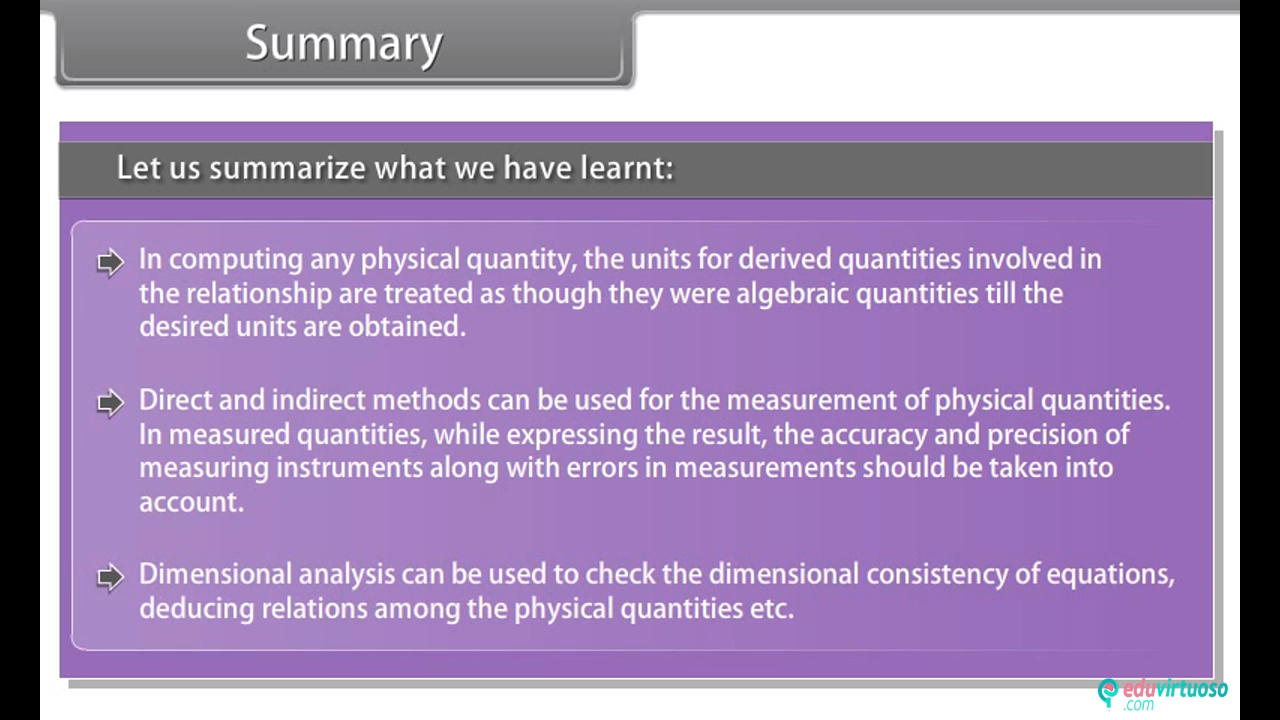 Summary
Let us summarize what we have learnt:
In computing any physical quantity, the units for derived quantities involved in
the relationship are treated as though they were algebraic quantities till the
desired units are obtained.
Direct and indirect methods can be used for the measurement of physical quantities.
In measured quantities, while expressing the result, the accuracy and precision of
measuring instruments along with errors in measurements should be taken into
account.
Dimensional analysis can be used to check the dimensional consistency of equations,
deducing relations among the physical quantities etc.
eduvirtuoso
.com